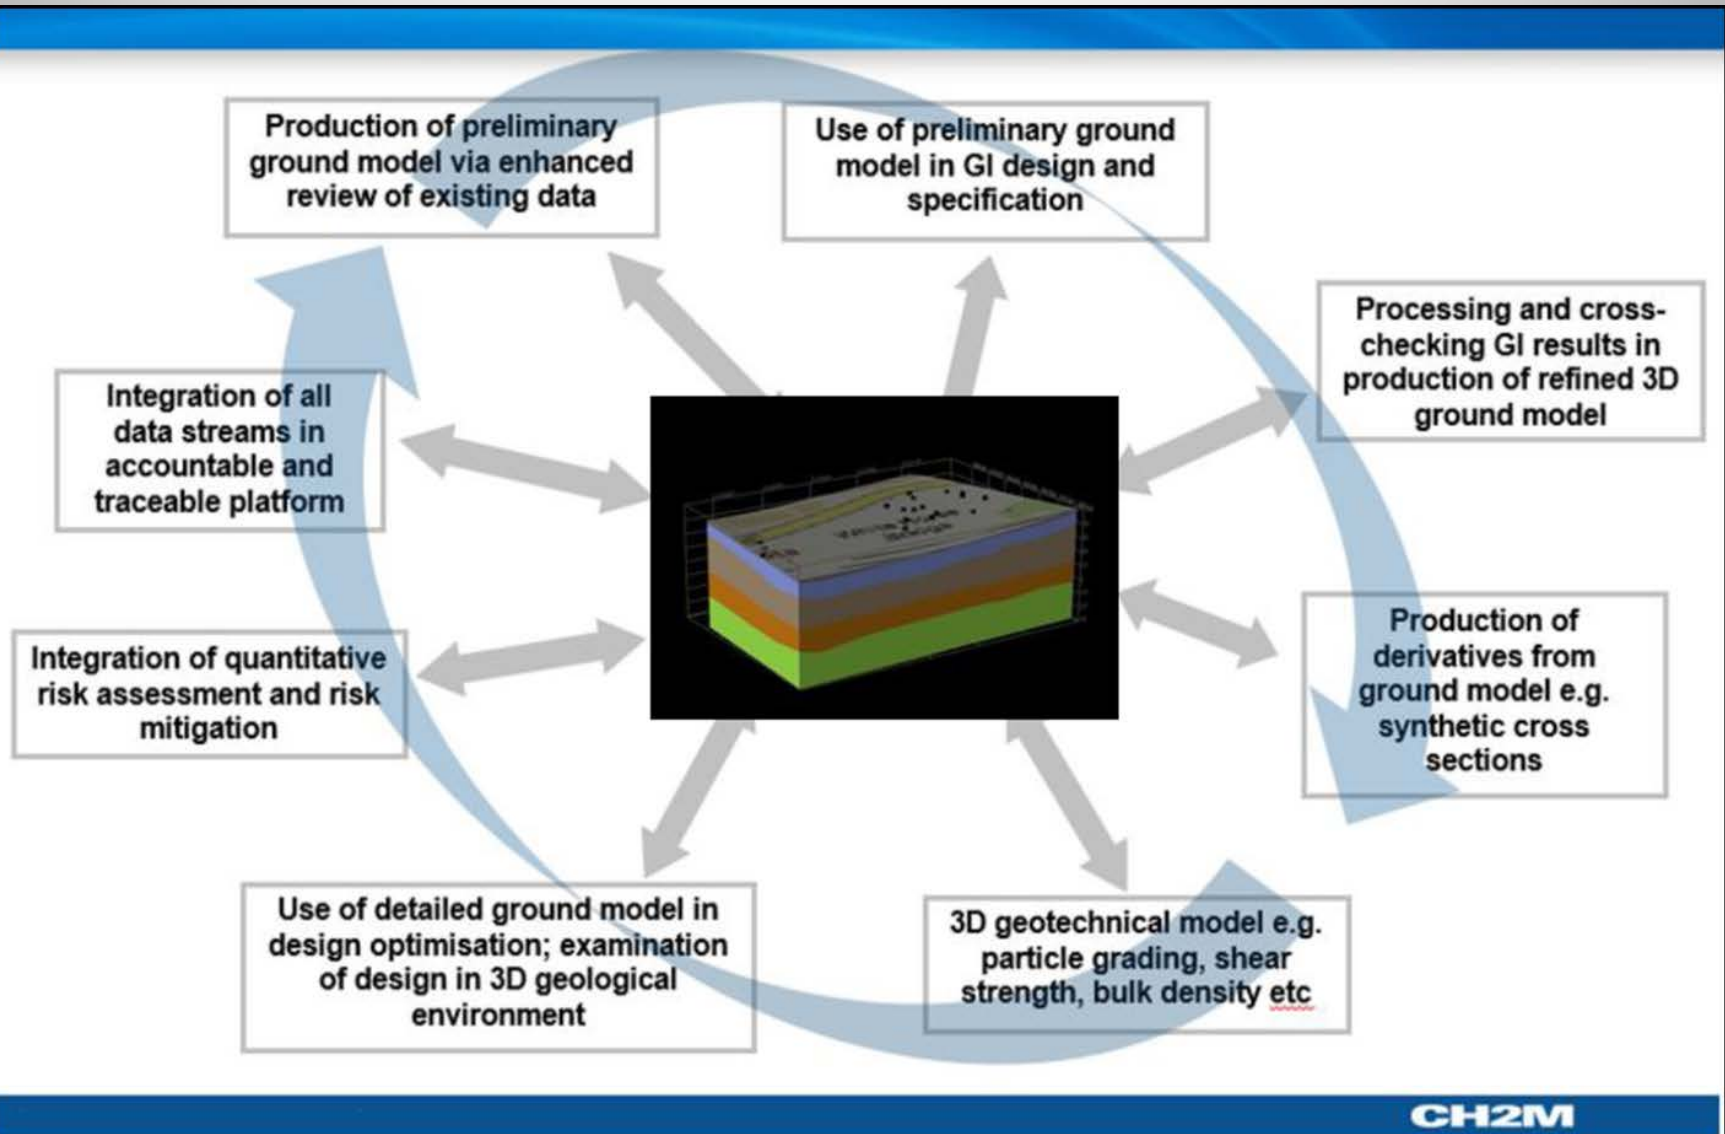 Production of preliminary
ground model via enhanced
review of existing data
Use of preliminary ground
model in GI design and
specification
Processing and cross-
checking GI results in
production of refined 3D
ground model
Integration of all
data streams in
accountable and
traceable platform
Production of
derivatives from
ground model e.g.
synthetic cross
sections
Integration of quantitative
risk assessment and risk
mitigation
Use of detailed ground model in
design optimisation; examination
of design in 3D geological
environment
3D geotechnical model e.g.
particle grading, shear
strength, bulk density etc
CH2M